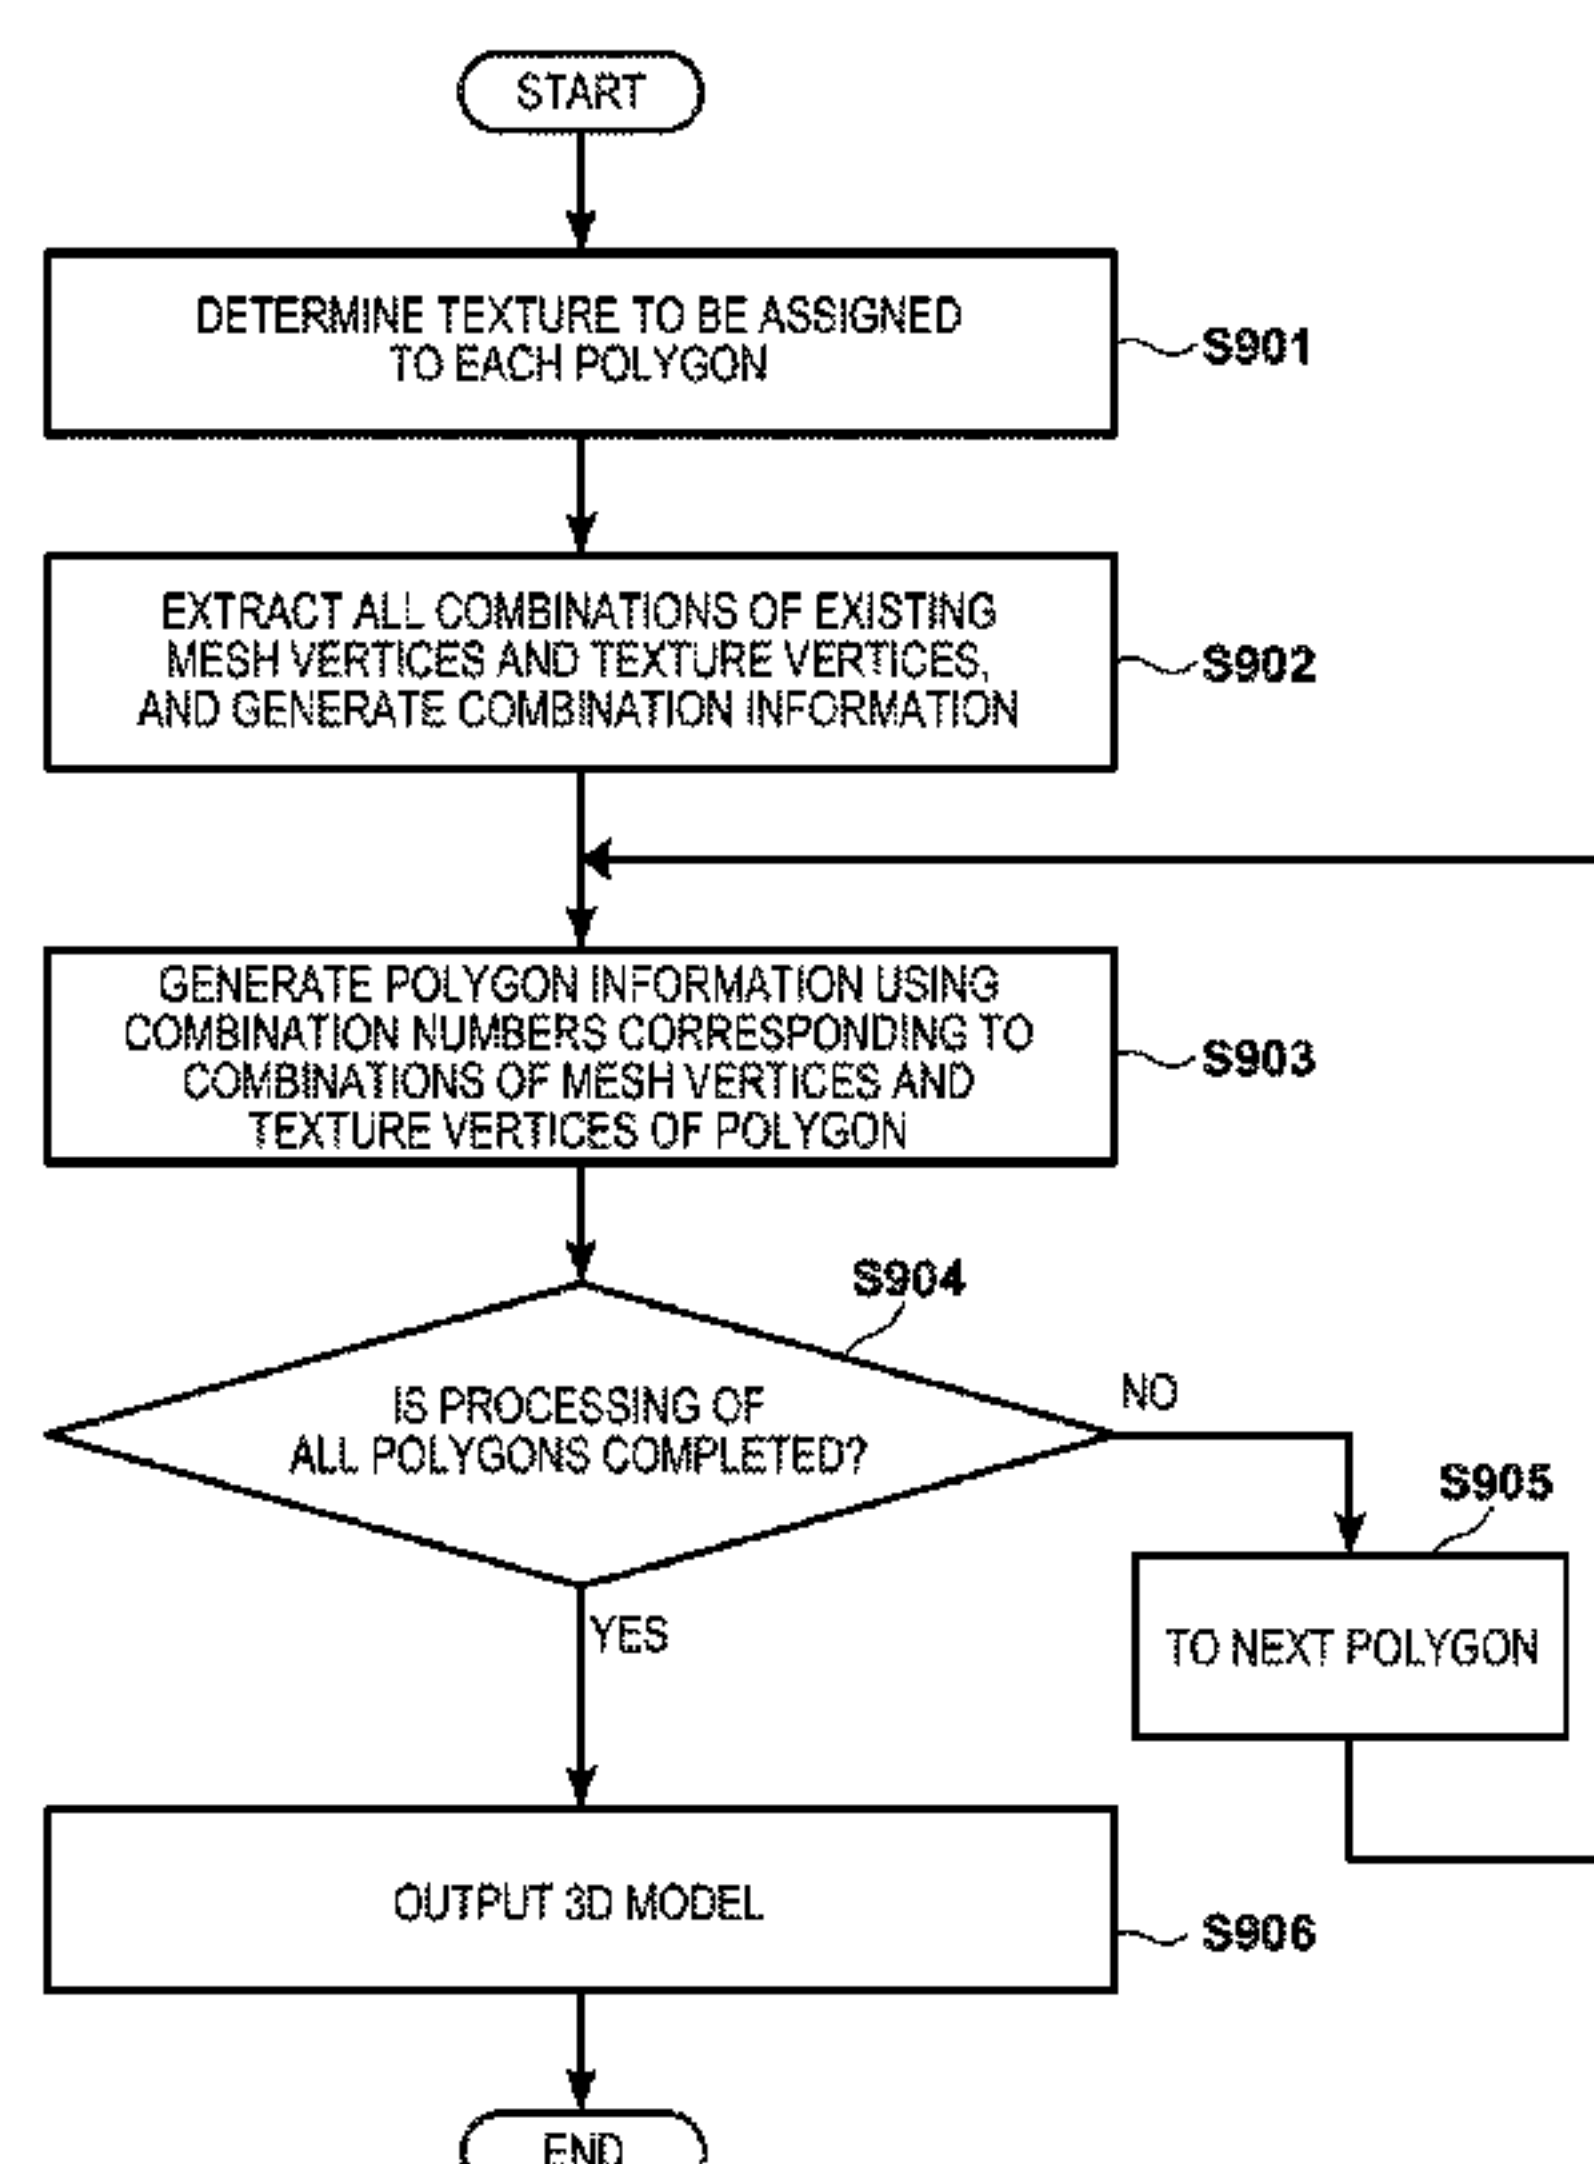 START
DETERMINE TEXTURE TO BE ASSIGNED
TO EACH POLYGON
S901
EXTRACT ALL COMBINATIONS OF EXISTING
MESH VERTICES AND TEXTURE VERTICES,
AND GENERATE COMBINATION INFORMATION
S902
GENERATE POLYGON INFORMATION USING
COMBINATION NUMBERS CORRESPONDING TO
COMBINATIONS OF MESH VERTICES AND
TEXTURE VERTICES OF POLYGON
S903
S904
IS PROCESSING OF
ALL POLYGONS COMPLETED?
NO
S905
TO NEXT POLYGON
YES
OUTPUT 3D MODEL
S906
END